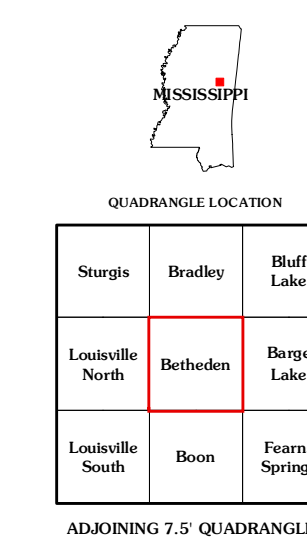 MISSISSIPPI
QUADRANGLE LOCATION
Sturgis
Bradley
Bluff
Lake
Louisville
North
Betheden
Barge
Lake
Louisville
South
Boon
Fearn
Spring
ADJOINING 7.5' QUADRANGL